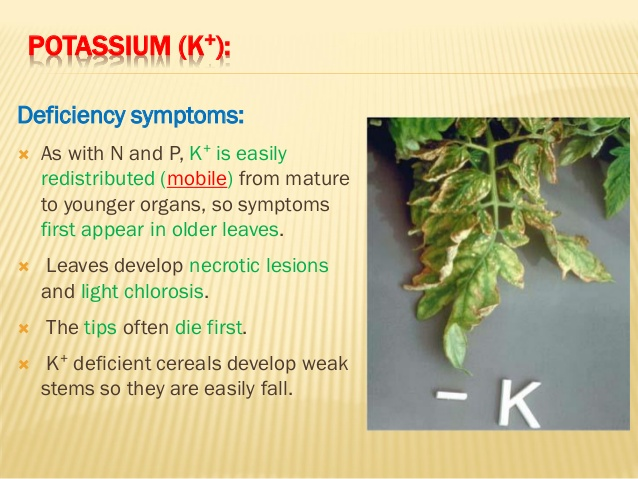 POTASSIUM (K⁺):
Deficiency symptoms:
As with N and P, K⁺ is easily
redistributed (mobile) from mature
to younger organs, so symptoms
first appear in older leaves.
Leaves develop necrotic lesions
and light chlorosis.
The tips often die first.
K⁺ deficient cereals develop weak
stems so they are easily fall.
- K